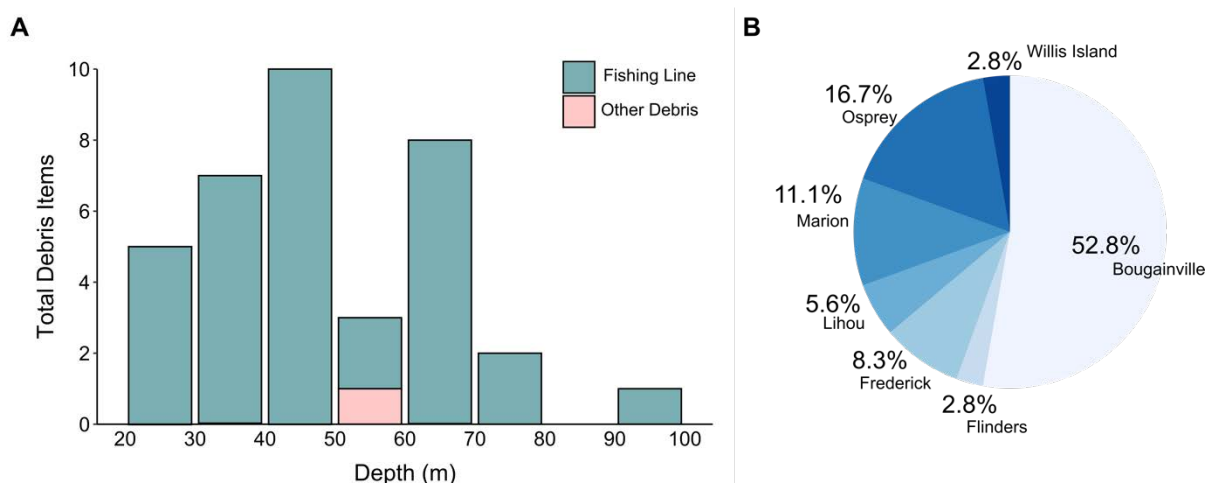 A
B
Total Debris Items
10
8
6
4
2
0
20 30 40 50 60 70 80 90 100
Depth (m)
Fishing Line
Other Debris
2.8%
Willis Island
16.7%
Osprey
11.1%
Marion
52.8%
Bougainville
5.6%
Lihou
8.3%
Frederick
2.8%
Flinders